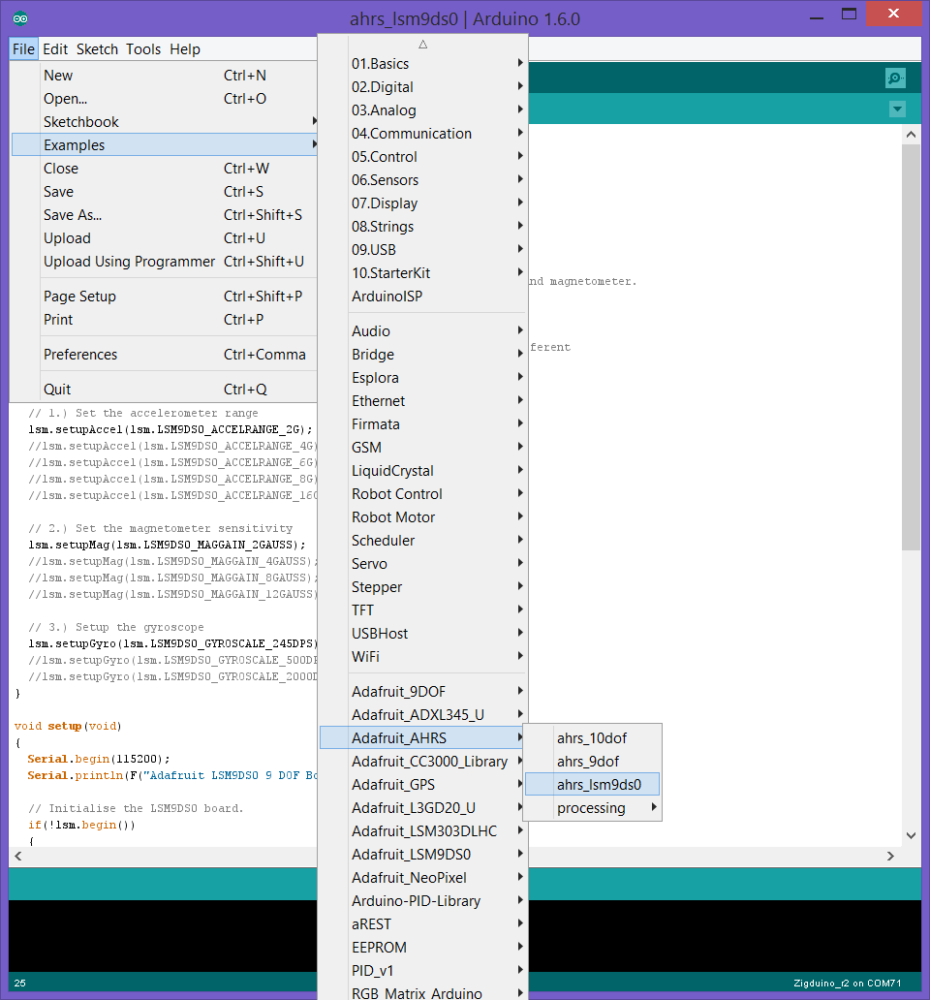 ahrs_lsm9ds0 | Arduino 1.6.0
File Edit Sketch Tools Help
New Ctrl+N
Open... Ctrl+O
Sketchbook
Examples
Close Ctrl+W
Save Ctrl+S
Save As... Ctrl+Shift+S
Upload Ctrl+U
Upload Using Programmer Ctrl+Shift+U
Page Setup Ctrl+Shift+P
Print Ctrl+P
Preferences Ctrl+Comma
Quit Ctrl+Q
01.Basics
02.Digital
03.Analog
04.Communication
05.Control
06.Sensors
07.Display
08.Strings
09.USB
10.StarterKit
ArduinoISP
Audio
Bridge
Esplora
Ethernet
Firmata
GSM
LiquidCrystal
Robot Control
Robot Motor
Scheduler
Servo
Stepper
TFT
USBHost
WiFi
Adafruit_9DOF
Adafruit_ADXL345_U
Adafruit_AHRS
Adafruit_CC3000_Library
Adafruit_GPS
Adafruit_L3GD20_U
Adafruit_LSM303DLHC
Adafruit_LSM9DS0
Adafruit_NeoPixel
Arduino-PID-Library
aREST
EEPROM
PID_v1
RGB Matrix Arduino
ahrs_10dof
ahrs_9dof
ahrs_lsm9ds0
processing
nd magnetometer.
ferent
// 1.) Set the accelerometer range
lsm.setupAccel(lsm.LSM9DS0_ACCELRANGE_2G);
//lsm.setupAccel(lsm.LSM9DS0_ACCELRANGE_4G)
//lsm.setupAccel(lsm.LSM9DS0_ACCELRANGE_6G)
//lsm.setupAccel(lsm.LSM9DS0_ACCELRANGE_8G)
//lsm.setupAccel(lsm.LSM9DS0_ACCELRANGE_16G
// 2.) Set the magnetometer sensitivity
lsm.setupMag(lsm.LSM9DS0_MAGGAIN_2GAUSS);
//lsm.setupMag(lsm.LSM9DS0_MAGGAIN_4GAUSS);
//lsm.setupMag(lsm.LSM9DS0_MAGGAIN_8GAUSS);
//lsm.setupMag(lsm.LSM9DS0_MAGGAIN_12GAUSS)
// 3.) Setup the gyroscope
lsm.setupGyro(lsm.LSM9DS0_GYROSCALE_245DPS)
//lsm.setupGyro(lsm.LSM9DS0_GYROSCALE_500DP
//lsm.setupGyro(lsm.LSM9DS0_GYROSCALE_2000D
}
void setup(void)
{
Serial.begin(115200);
Serial.println(F("Adafruit LSM9DS0 9 DOF Bo
// Initialise the LSM9DS0 board.
if(!lsm.begin())
{
25
Zigduino_r2 on COM71